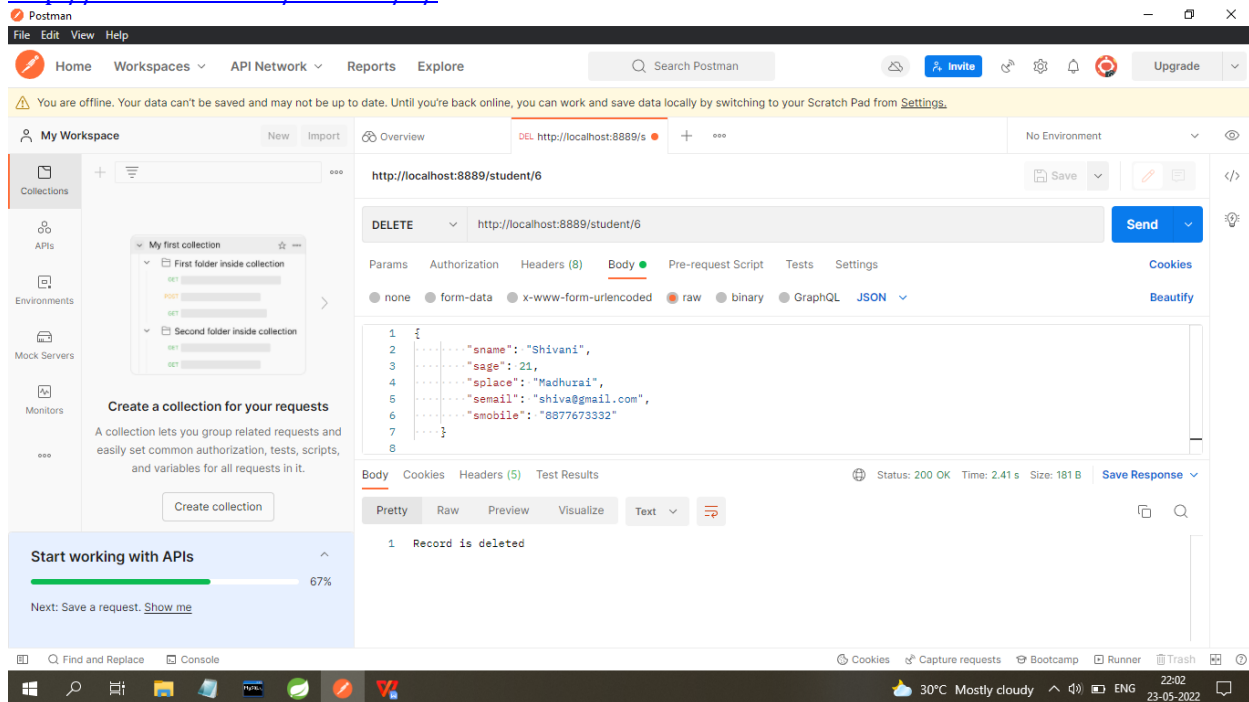 Postman
File Edit View Help
Home Workspaces API Network Reports Explore Search Postman Invite Upgrade
You are offline. Your data can't be saved and may not be up to date. Until you're back online, you can work and save data locally by switching to your Scratch Pad from Settings.
My Workspace New Import Overview DEL http://localhost:8889/s No Environment
Collections
http://localhost:8889/student/6 Save
APIs
DELETE http://localhost:8889/student/6 Send
My first collection
First folder inside collection
GET
POST
GET
Second folder inside collection
GET
GET
Params Authorization Headers (8) Body Pre-request Script Tests Settings Cookies
Environments
none form-data x-www-form-urlencoded raw binary GraphQL JSON Beautify
Mock Servers
Monitors
1 {
2 "sname": "Shivani",
3 "sage": 21,
4 "splace": "Madhurai",
5 "semail": "shiva@gmail.com",
6 "smobile": "8877673332"
7 }
8
Create a collection for your requests
A collection lets you group related requests and
easily set common authorization, tests, scripts,
and variables for all requests in it.
Create collection
Body Cookies Headers (5) Test Results Status: 200 OK Time: 2.41 s Size: 181 B Save Response
Pretty Raw Preview Visualize Text
1 Record is deleted
Start working with APIs
67%
Next: Save a request. Show me
Find and Replace Console Cookies Capture requests Bootcamp Runner Trash
30°C Mostly cloudy ENG 22:02
23-05-2022